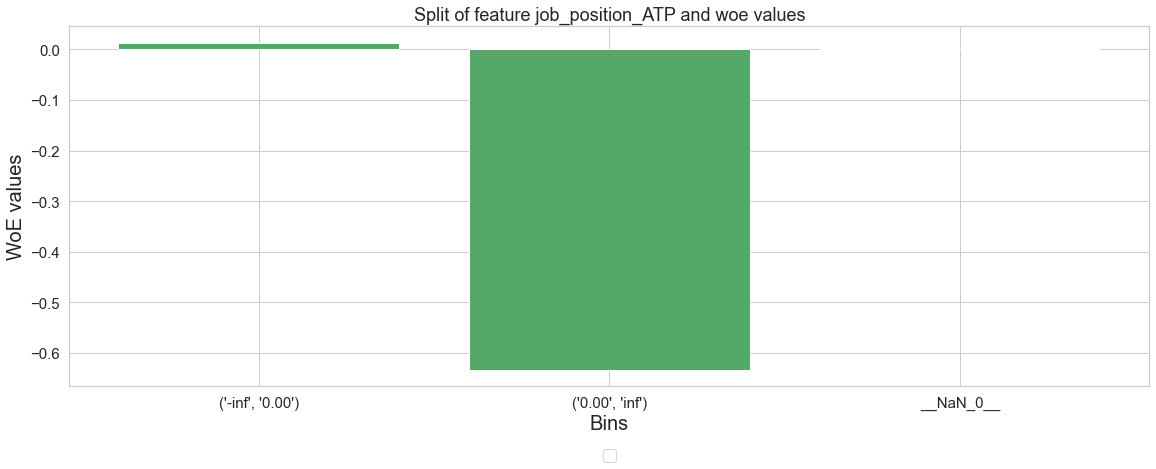 Split of feature job_position_ATP and woe values
0.0
−0.1
−0.2
−0.3
−0.4
−0.5
−0.6
WoE values
('-inf', '0.00')
('0.00', 'inf')
__NaN_0__
Bins